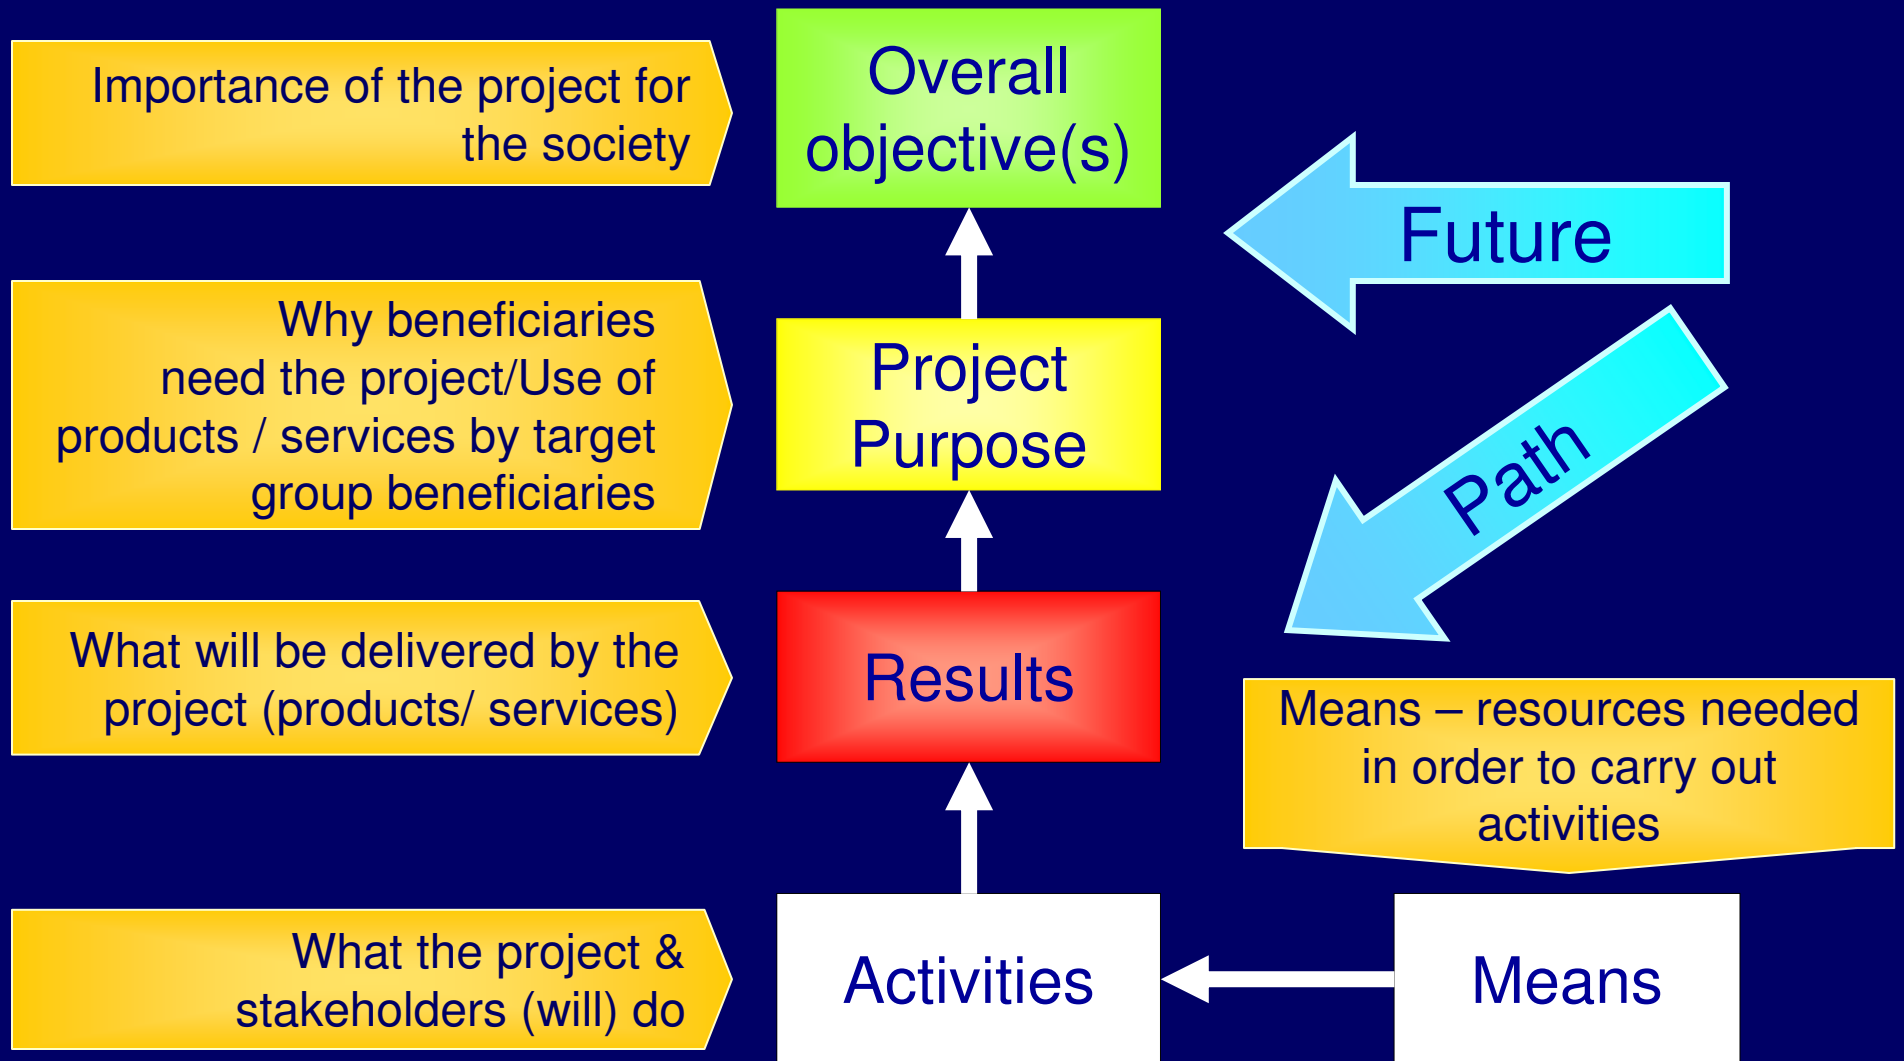 Importance of the project for
the society
Overall
objective(s)
Future
Why beneficiaries
need the project/Use of
products / services by target
group beneficiaries
Project
Purpose
Path
What will be delivered by the
project (products/ services)
Results
Means – resources needed
in order to carry out
activities
What the project &
stakeholders (will) do
Activities
Means